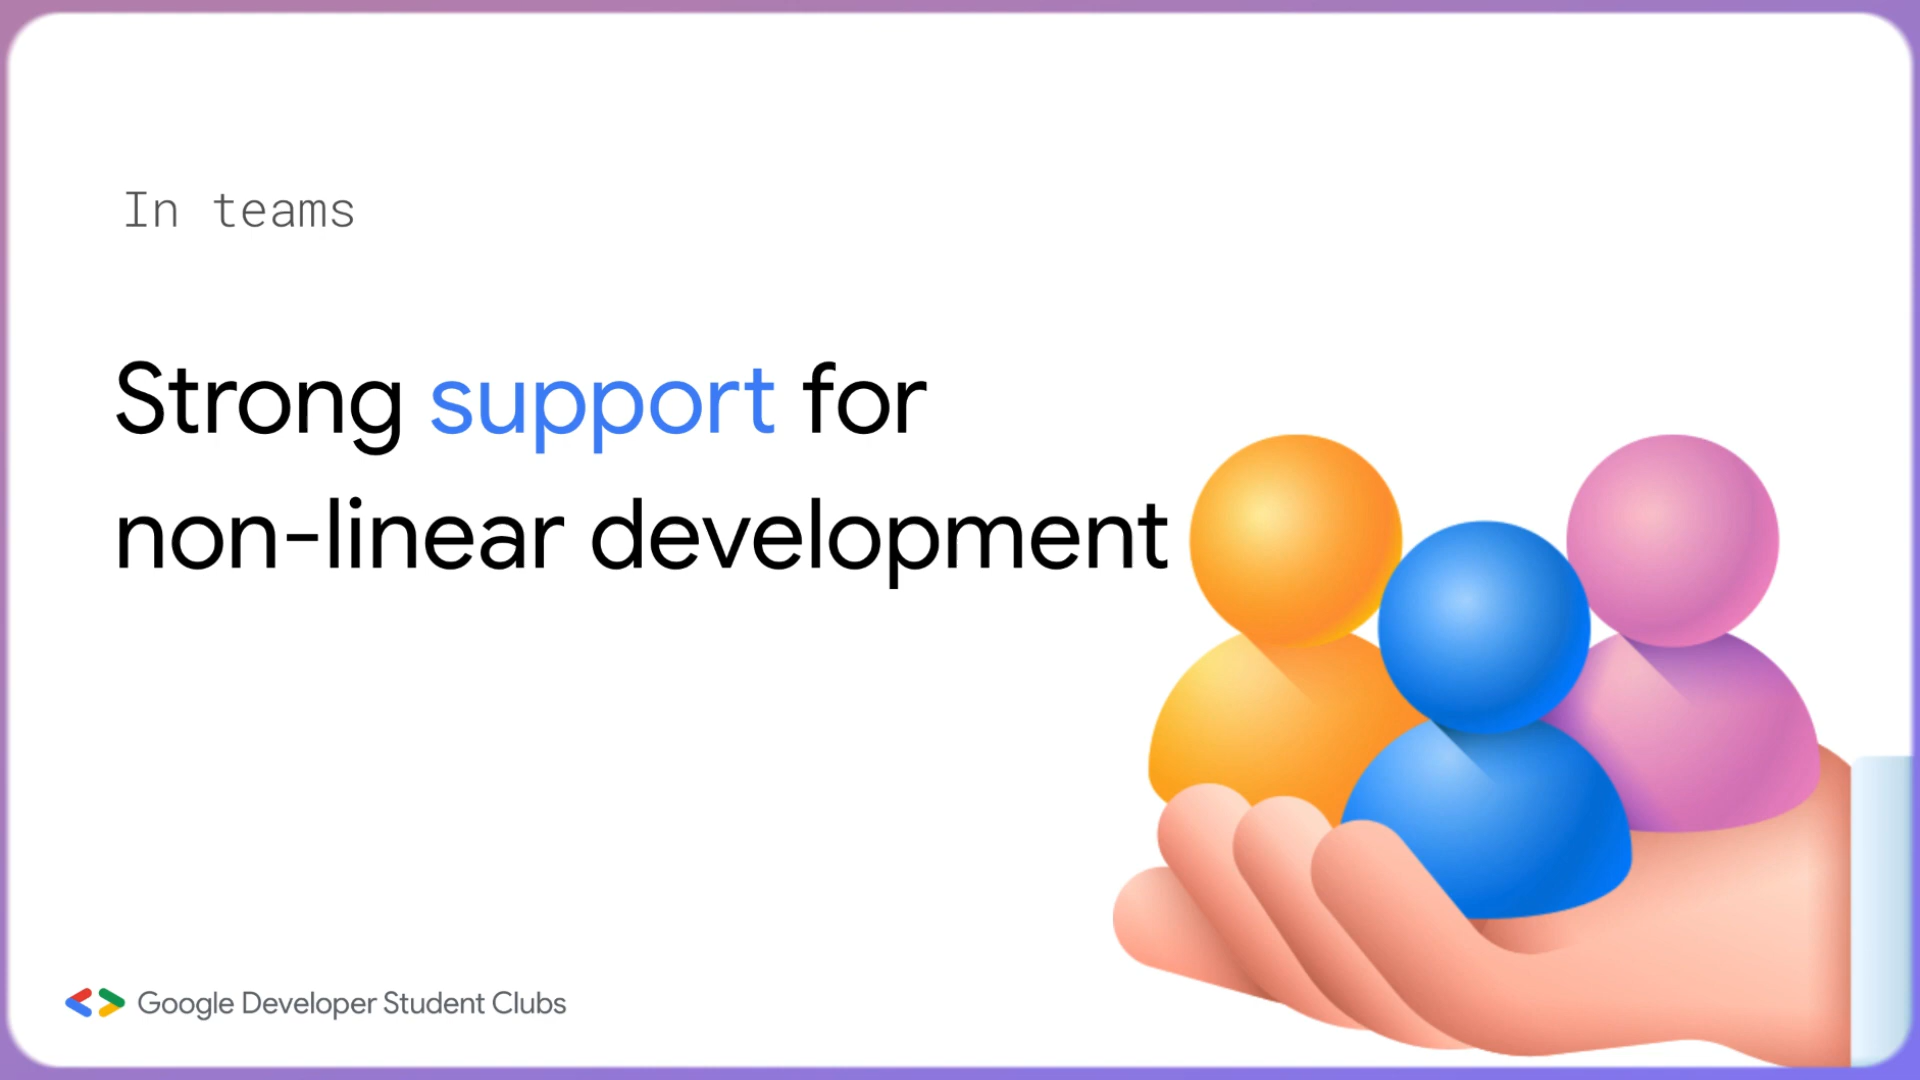 In teams
Strong support for
non-linear development
Google Developer Student Clubs